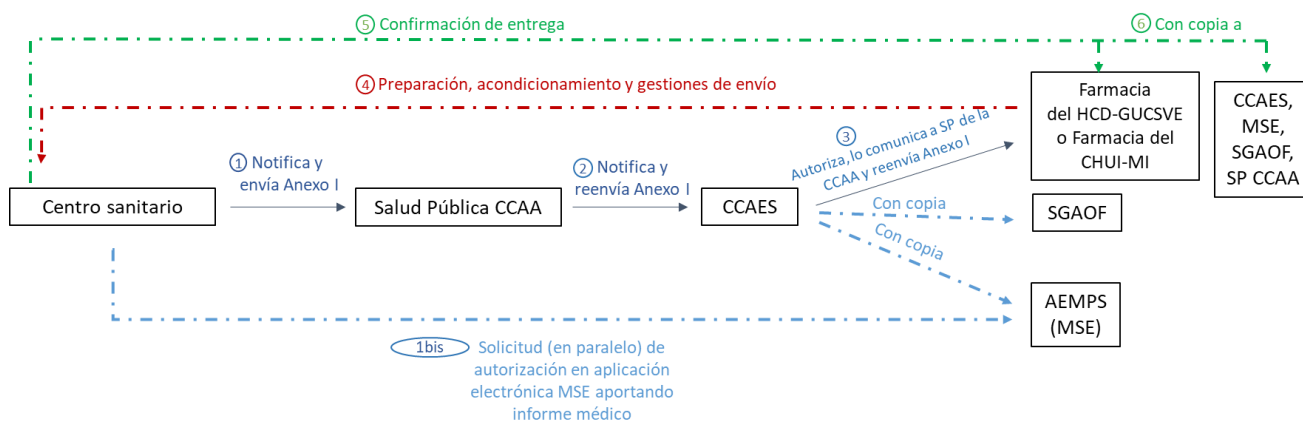 ⑤ Confirmación de entrega
⑥ Con copia a
④ Preparación, acondicionamiento y gestiones de envío
Farmacia
del HCD-GUCSVE
o Farmacia del
CHUI-MI
CCAES,
MSE,
SGAOF,
SP CCAA
③
Autoriza, lo comunica a SP de la
CCAA y reenvía Anexo I
① Notifica y
envía Anexo I
② Notifica y
reenvía Anexo I
Centro sanitario
Salud Pública CCAA
CCAES
Con copia
SGAOF
Con copia
AEMPS
(MSE)
1bis Solicitud (en paralelo) de
autorización en aplicación
electrónica MSE aportando
informe médico